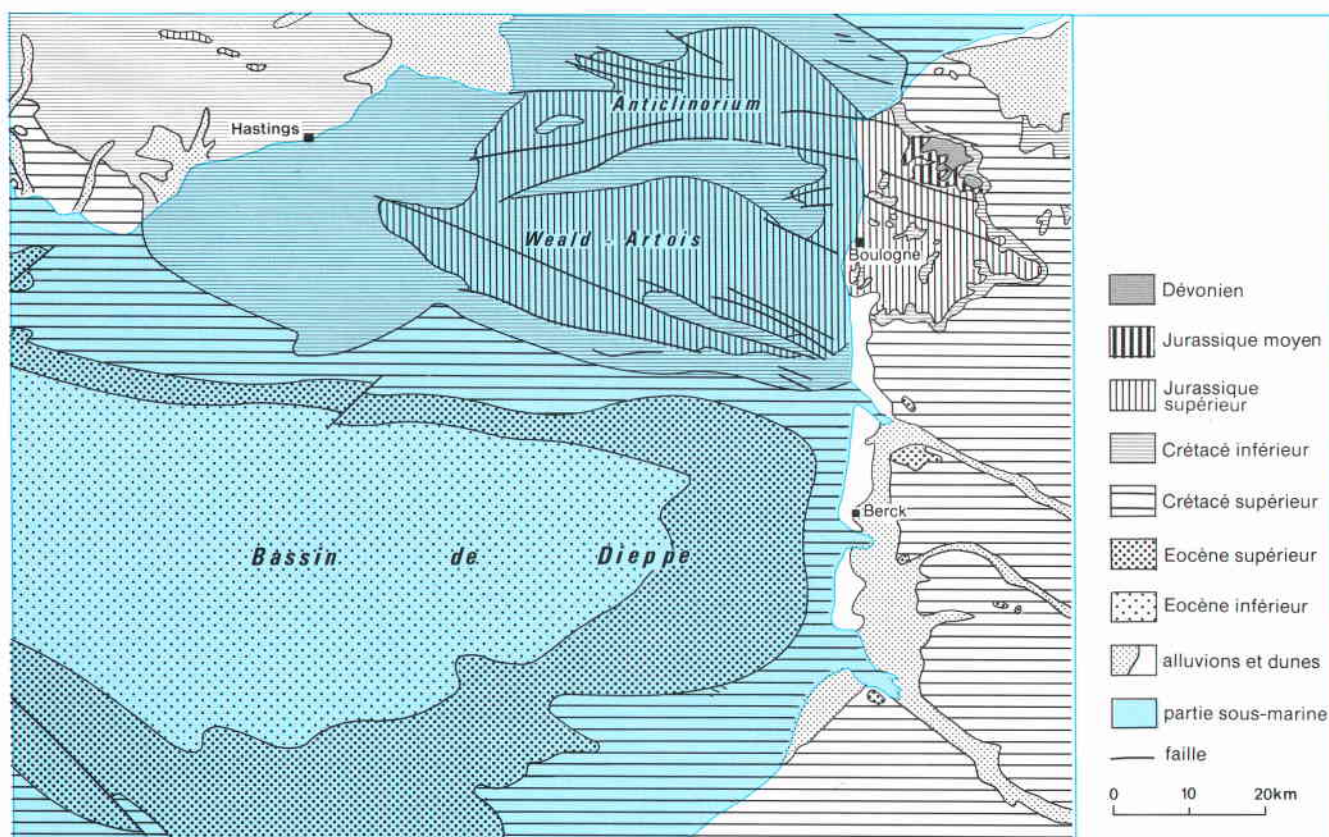 Anticlinorium
Hastings
Weald - Artois
Boulogne
Berck
Bassin de Dieppe
Dévonien
Jurassique moyen
Jurassique
supérieur
Crétacé inférieur
Crétacé supérieur
Eocène supérieur
Eocène inférieur
alluvions et dunes
partie sous-marine
faille
0 10 20km